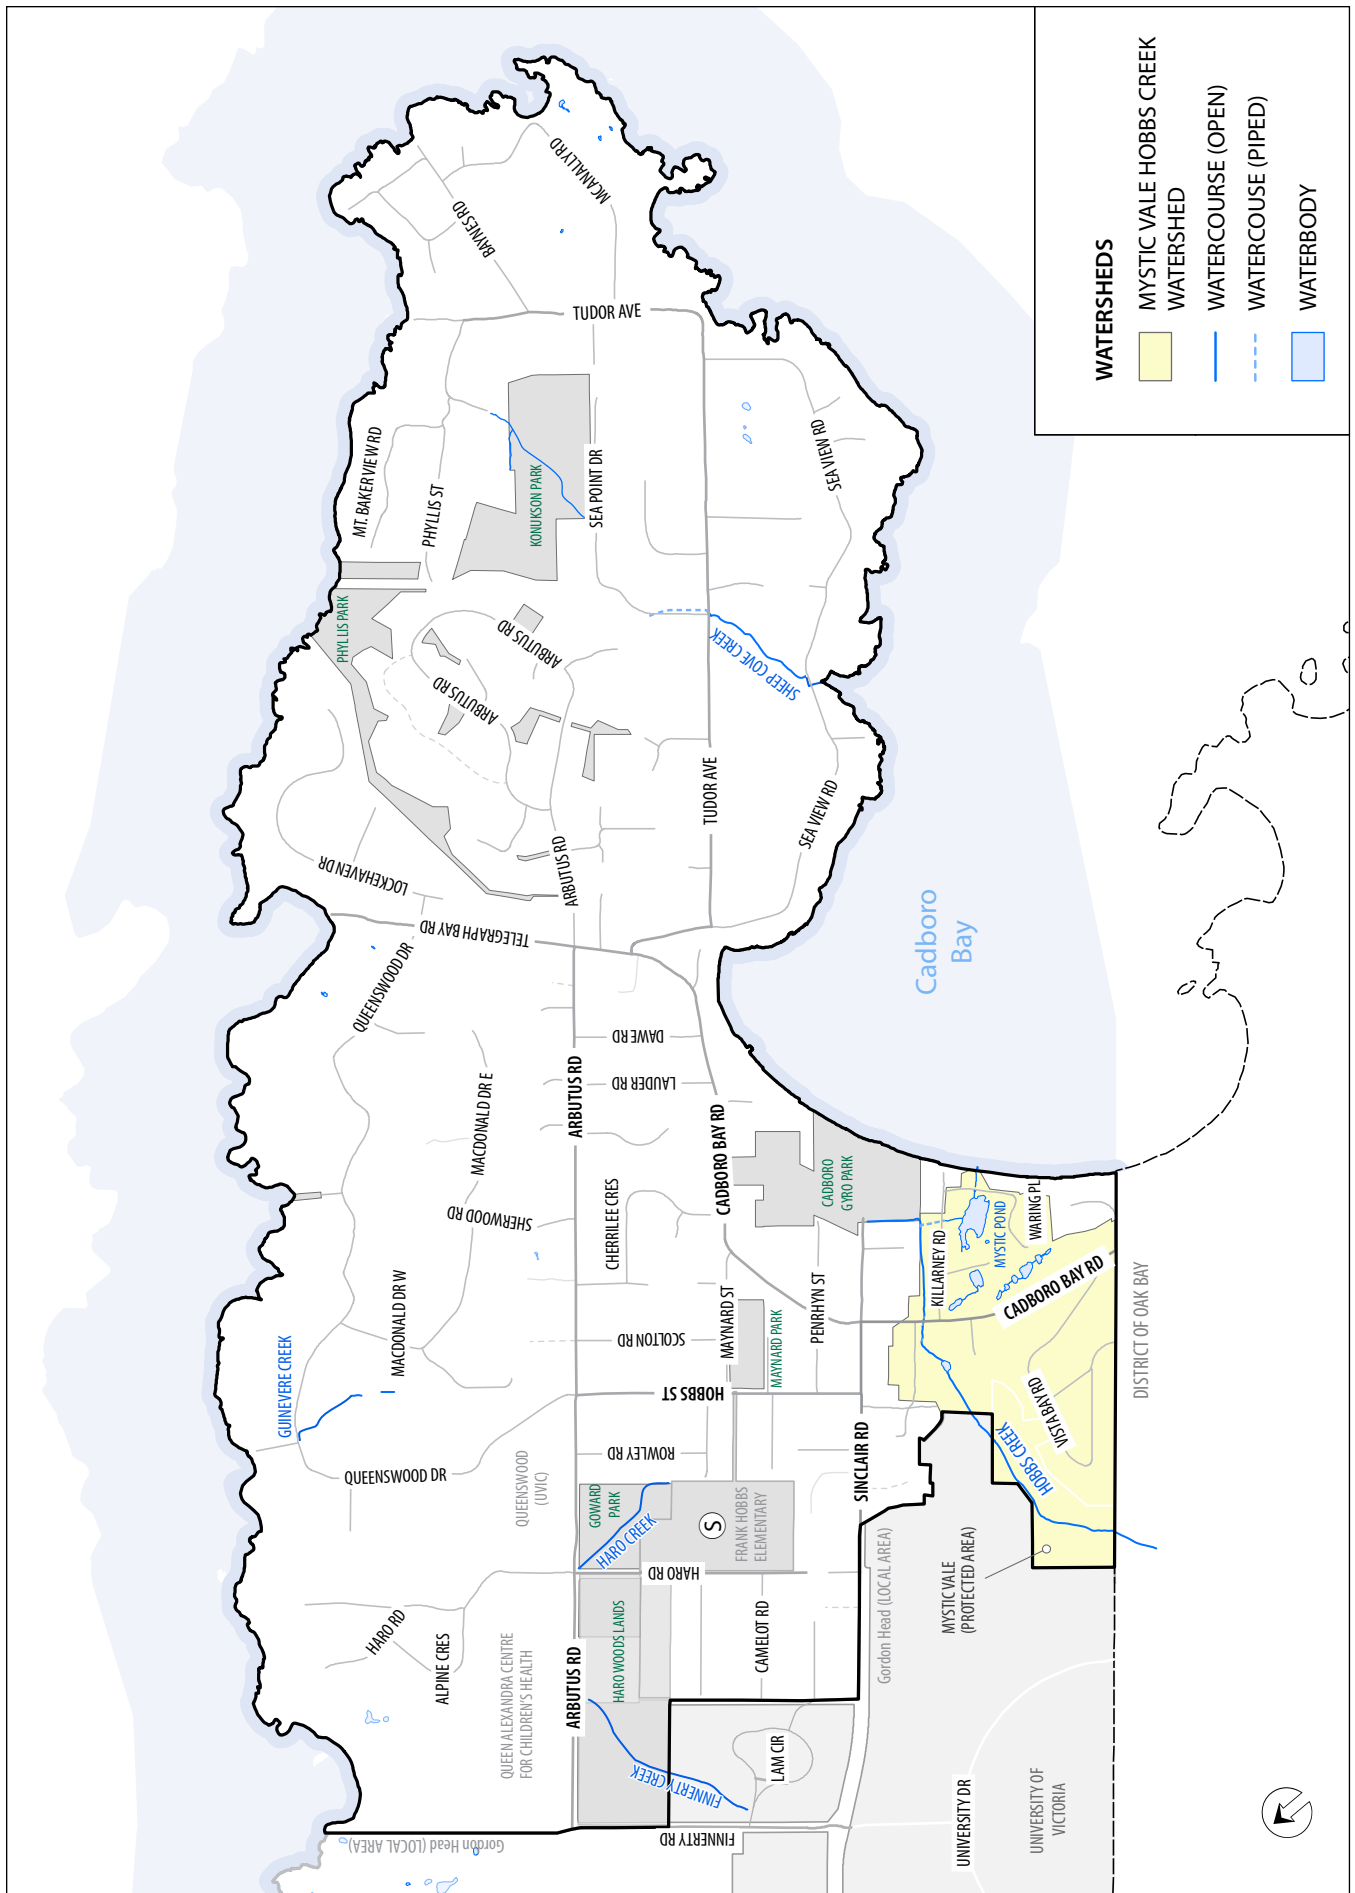 WATERSHEDS
MYSTIC VALE HOBBS CREEK
WATERSHED
WATERCOURSE (OPEN)
WATERCOUSE (PIPED)
WATERBODY
MCANALLY RD
BAYNES RD
TUDOR AVE
MT. BAKER VIEW RD
PHYLLIS ST
KONUKSON PARK
SEA POINT DR
SEA VIEW RD
PHYLLIS PARK
ARBUTUS RD
ARBUTUS RD
SHEEP COVE CREEK
LOCKEHAVEN DR
ARBUTUS RD
TUDOR AVE
SEA VIEW RD
TELEGRAPH BAY RD
QUEENSWOOD DR
Cadboro
Bay
DAWE RD
LAUDER RD
ARBUTUS RD
CADBORO BAY RD
MACDONALD DR E
SHERWOOD RD
CHERRILEE CRES
CADBORO
GYRO PARK
KILLARNEY RD
MYSTIC POND
WARING PL
CADBORO BAY RD
DISTRICT OF OAK BAY
MACDONALD DR W
GUINEVERE CREEK
SCOLTON RD
MAYNARD ST
MAYNARD PARK
PENRHYN ST
HOBBS ST
VISTA BAY RD
HOBBS CREEK
SINCLAIR RD
ROWLEY RD
QUEENSWOOD DR
QUEENSWOOD
(UVIC)
GOWARD
PARK
HARO CREEK
S
FRANK HOBBS
ELEMENTARY
HARO RD
MYSTIC VALE
(PROTECTED AREA)
Gordon Head (LOCAL AREA)
HARO RD
ALPINE CRES
HARO WOODS LANDS
CAMELOT RD
QUEEN ALEXANDRA CENTRE
FOR CHILDREN'S HEALTH
ARBUTUS RD
FINNERTY CREEK
LAM CIR
FINNERTY RD
Gordon Head (LOCAL AREA)
UNIVERSITY DR
UNIVERSITY OF
VICTORIA